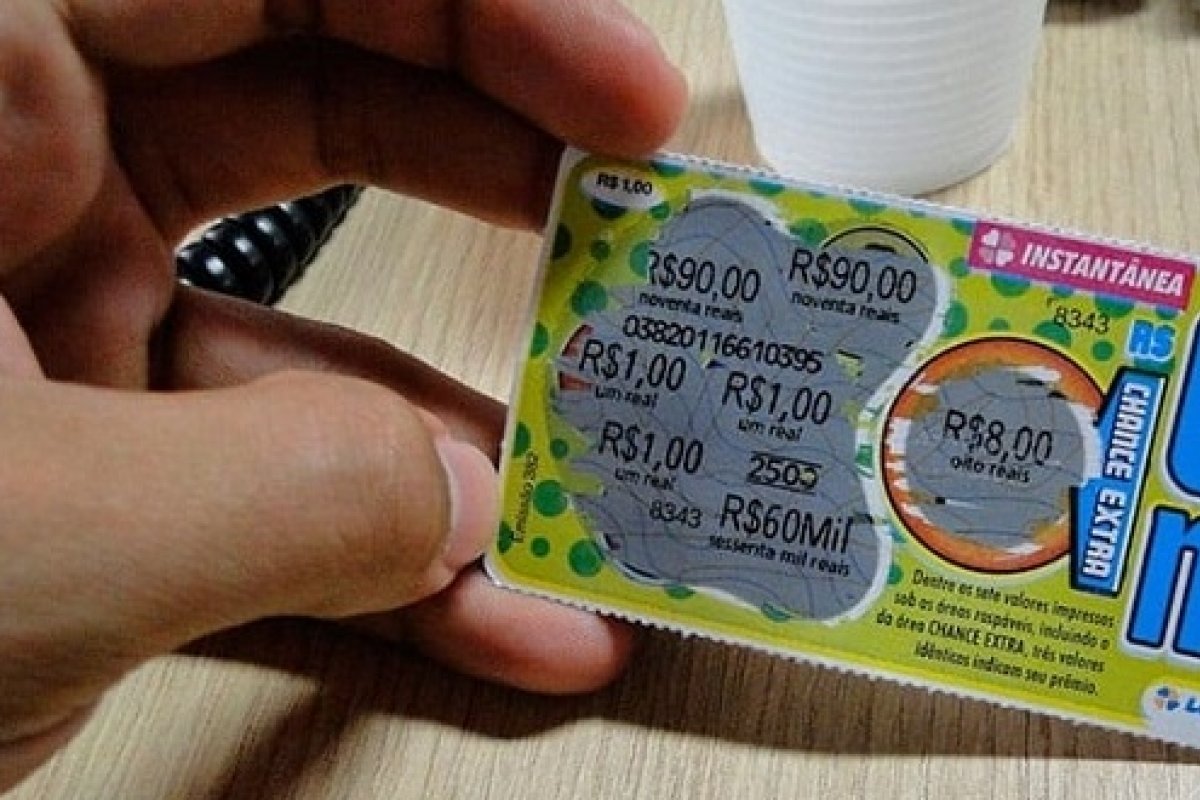 R$ 1,00
INSTANTÂNEA
R$90,00
noventa reais
R$90,00
noventa reais
03820116610395
R$1,00
um real
R$1,00
um real
R$1,00
um real
2503
8343
R$60Mil
sessenta mil reais
Emissão 382
8343
R$
R$8,00
oito reais
CHANCE EXTRA
Dentre os sete valores impressos
sob as áreas raspáveis, incluindo o
da área CHANCE EXTRA, três valores
idênticos indicam seu prêmio.